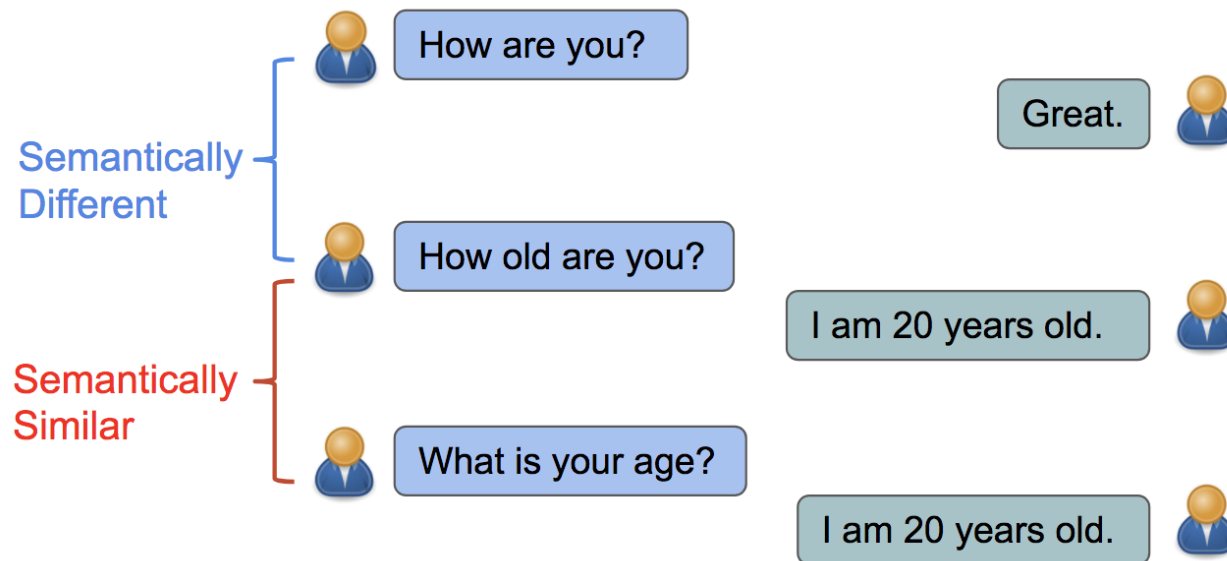 How are you?
Great.
Semantically
Different
How old are you?
I am 20 years old.
Semantically
Similar
What is your age?
I am 20 years old.